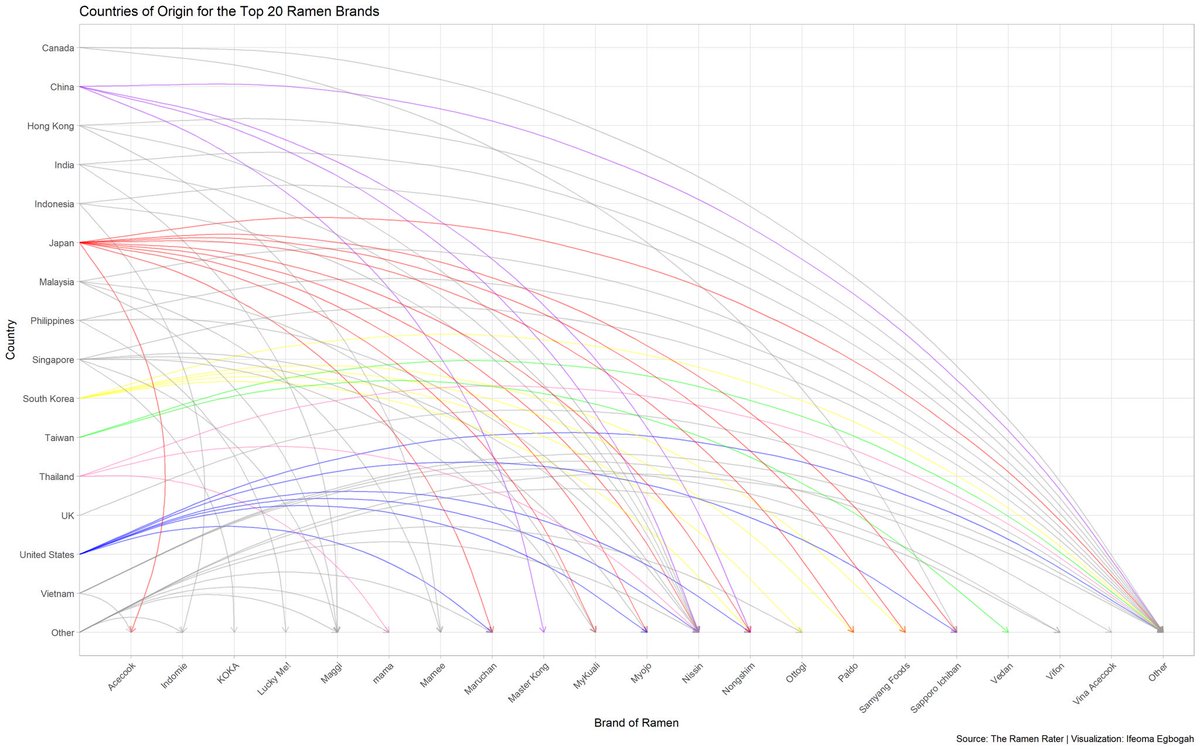 Countries of Origin for the Top 20 Ramen Brands
Canada
China
Hong Kong
India
Indonesia
Japan
Malaysia
Philippines
Singapore
South Korea
Taiwan
Thailand
UK
United States
Vietnam
Other
Country
Acecook
Indomie
KOKA
Lucky Me!
Maggi
mama
Mamee
Maruchan
Master Kong
MyKuali
Myojo
Nissin
Nongshim
Ottogi
Paldo
Samyang Foods
Sapporo Ichiban
Vedan
Vifon
Vina Acecook
Other
Brand of Ramen
Source: The Ramen Rater | Visualization: Ifeoma Egbogah